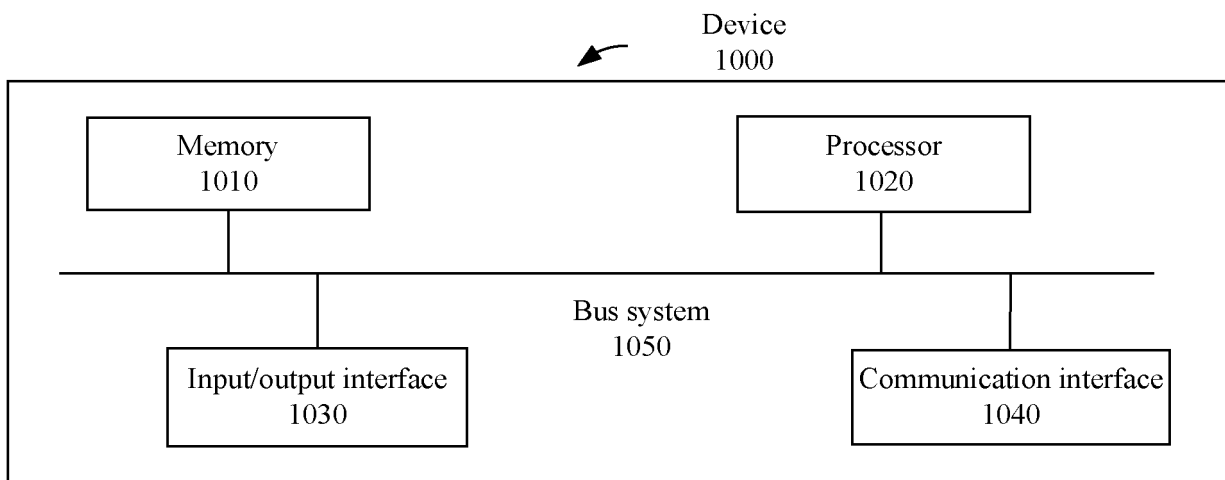 Device
1000
Memory
1010
Processor
1020
Bus system
1050
Input/output interface
1030
Communication interface
1040